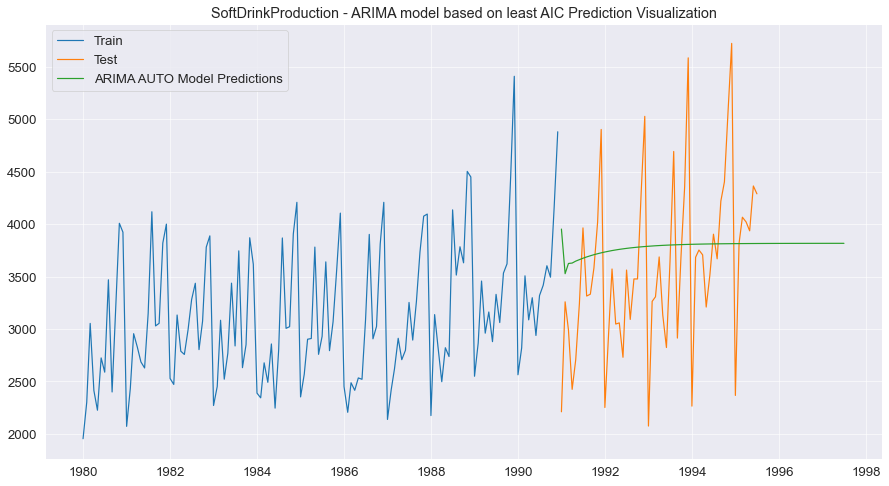 SoftDrinkProduction - ARIMA model based on least AIC Prediction Visualization
Train
Test
ARIMA AUTO Model Predictions
5500
5000
4500
4000
3500
3000
2500
2000
1980 1982 1984 1986 1988 1990 1992 1994 1996 1998